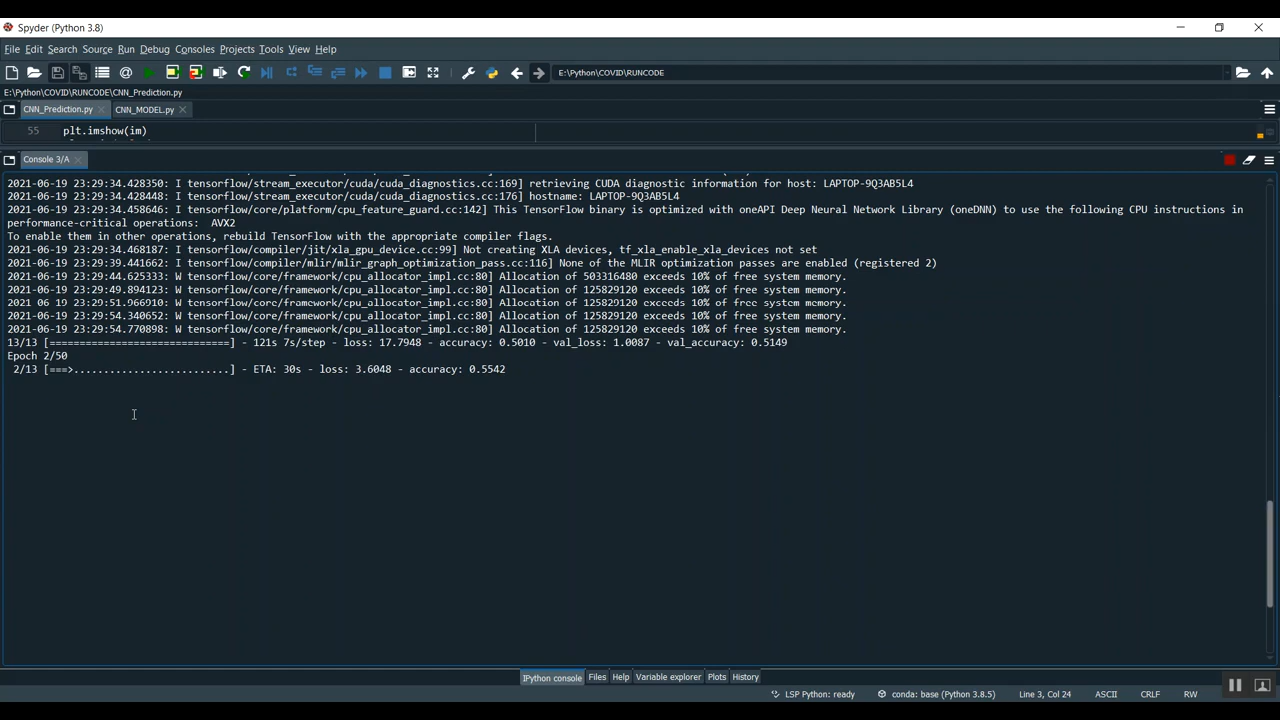 Spyder (Python 3.8)
File Edit Search Source Run Debug Consoles Projects Tools View Help
E:\Python\COVID\RUNCODE
E:\Python\COVID\RUNCODE\CNN_Prediction.py
CNN_Prediction.py CNN_MODEL.py
55 plt.imshow(im)
Console 3/A
2021-06-19 23:29:34.428350: I tensorflow/stream_executor/cuda/cuda_diagnostics.cc:169] retrieving CUDA diagnostic information for host: LAPTOP-9Q3AB5L4
2021-06-19 23:29:34.428448: I tensorflow/stream_executor/cuda/cuda_diagnostics.cc:176] hostname: LAPTOP-9Q3AB5L4
2021-06-19 23:29:34.458646: I tensorflow/core/platform/cpu_feature_guard.cc:142] This TensorFlow binary is optimized with oneAPI Deep Neural Network Library (oneDNN) to use the following CPU instructions in
performance-critical operations:  AVX2
To enable them in other operations, rebuild TensorFlow with the appropriate compiler flags.
2021-06-19 23:29:34.468187: I tensorflow/compiler/jit/xla_gpu_device.cc:99] Not creating XLA devices, tf_xla_enable_xla_devices not set
2021-06-19 23:29:39.441662: I tensorflow/compiler/mlir/mlir_graph_optimization_pass.cc:116] None of the MLIR optimization passes are enabled (registered 2)
2021-06-19 23:29:44.625333: W tensorflow/core/framework/cpu_allocator_impl.cc:80] Allocation of 503316480 exceeds 10% of free system memory.
2021-06-19 23:29:49.894123: W tensorflow/core/framework/cpu_allocator_impl.cc:80] Allocation of 125829120 exceeds 10% of free system memory.
2021 06 19 23:29:51.966910: W tensorflow/core/framework/cpu_allocator_impl.cc:80] Allocation of 125829120 exceeds 10% of free system memory.
2021-06-19 23:29:54.340652: W tensorflow/core/framework/cpu_allocator_impl.cc:80] Allocation of 125829120 exceeds 10% of free system memory.
2021-06-19 23:29:54.770898: W tensorflow/core/framework/cpu_allocator_impl.cc:80] Allocation of 125829120 exceeds 10% of free system memory.
13/13 [==============================] - 121s 7s/step - loss: 17.7948 - accuracy: 0.5010 - val_loss: 1.0087 - val_accuracy: 0.5149
Epoch 2/50
2/13 [===>..........................] - ETA: 30s - loss: 3.6048 - accuracy: 0.5542
IPython console Files Help Variable explorer Plots History
LSP Python: ready conda: base (Python 3.8.5) Line 3, Col 24 ASCII CRLF RW